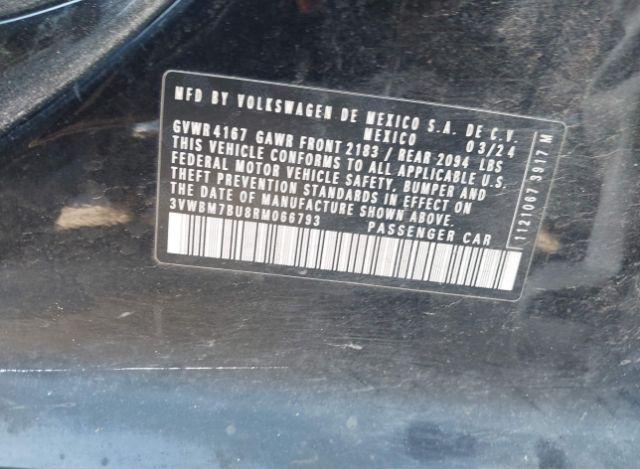 MFD BY VOLKSWAGEN DE MEXICO S.A. DE C.V.
MEXICO 03/24
GVWR 4167 GAWR FRONT 2183 / REAR 2094 LBS
THIS VEHICLE CONFORMS TO ALL APPLICABLE U.S.
FEDERAL MOTOR VEHICLE SAFETY, BUMPER AND
THEFT PREVENTION STANDARDS IN EFFECT ON
THE DATE OF MANUFACTURE SHOWN ABOVE.
3VWBM7BU8RM066793 PASSENGER CAR
1121067 3917 M